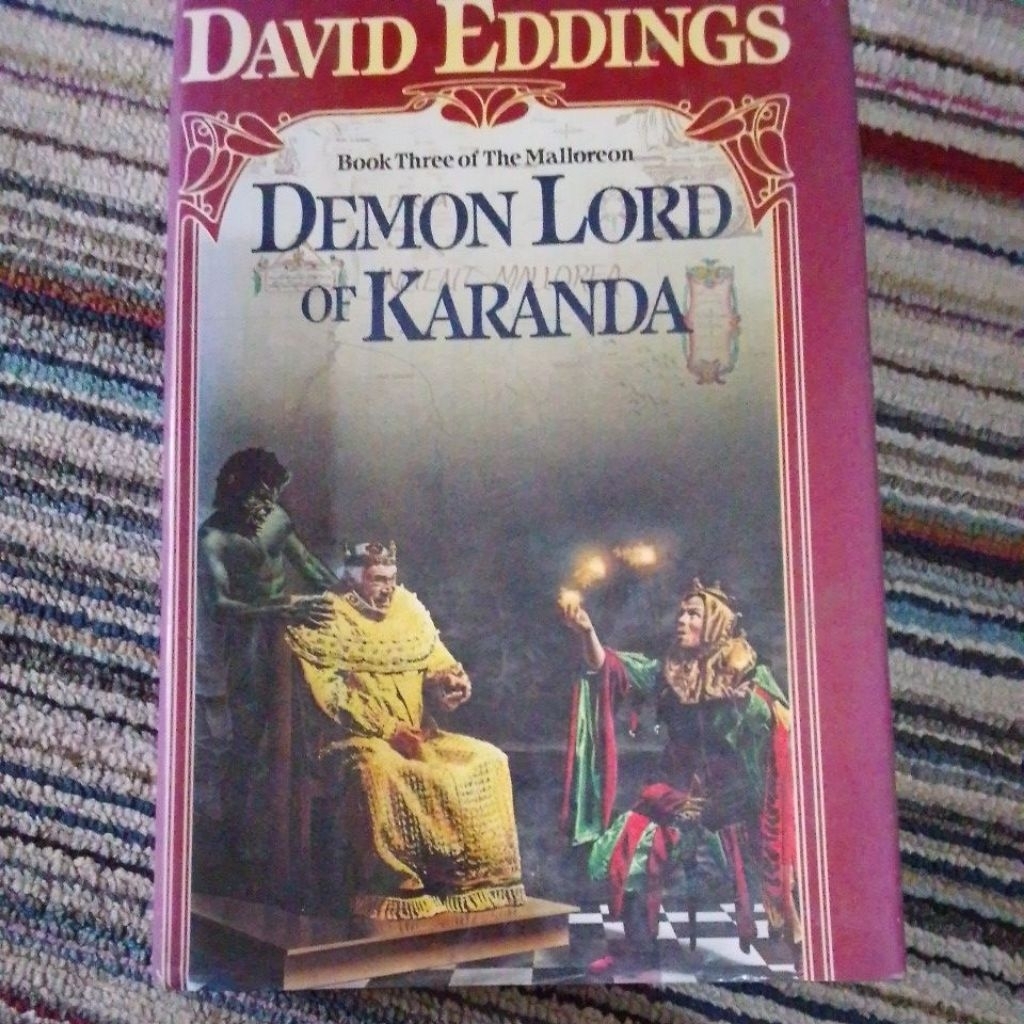 DAVID EDDINGS
Book Three of The Malloreon
DEMON LORD
OF KARANDA